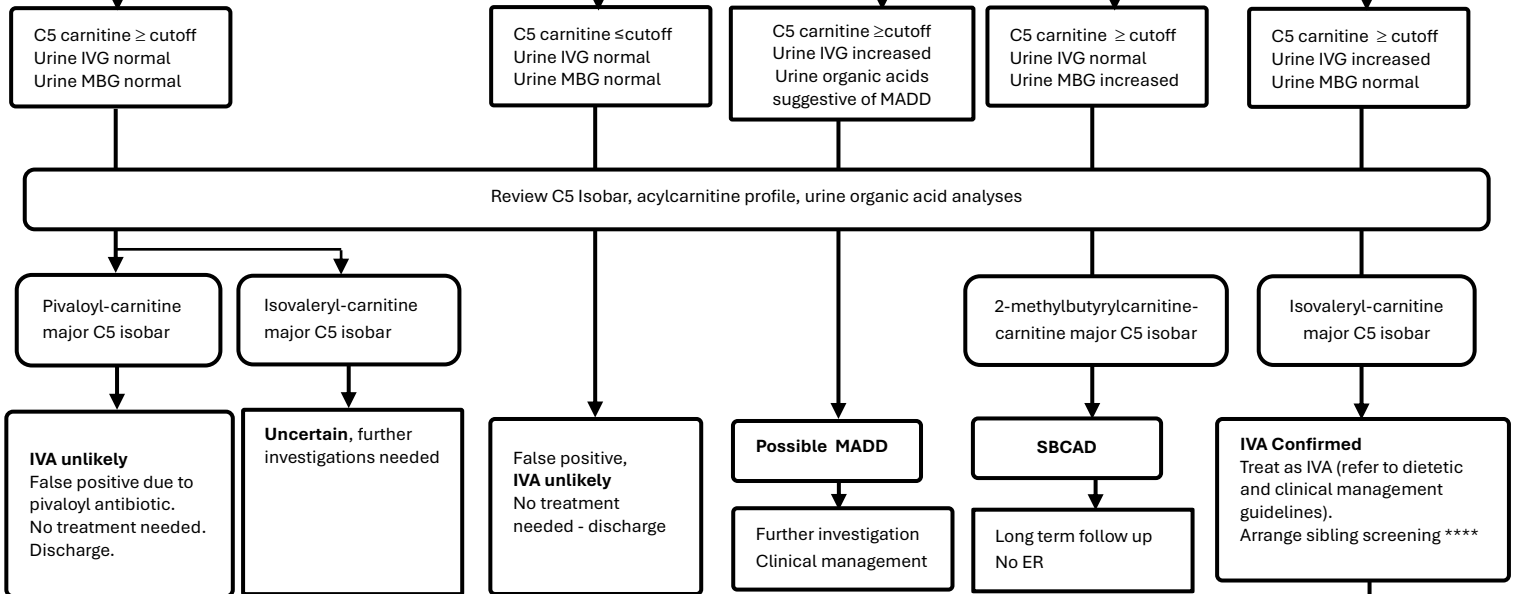 C5 carnitine ≥ cutoff
Urine IVG normal
Urine MBG normal
C5 carnitine ≤cutoff
Urine IVG normal
Urine MBG normal
C5 carnitine ≥cutoff
Urine IVG increased
Urine organic acids
suggestive of MADD
C5 carnitine ≥ cutoff
Urine IVG normal
Urine MBG increased
C5 carnitine ≥ cutoff
Urine IVG increased
Urine MBG normal
Review C5 Isobar, acylcarnitine profile, urine organic acid analyses
Pivaloyl-carnitine
major C5 isobar
Isovaleryl-carnitine
major C5 isobar
2-methylbutyrylcarnitine-
carnitine major C5 isobar
Isovaleryl-carnitine
major C5 isobar
IVA unlikely
False positive due to
pivaloyl antibiotic.
No treatment needed.
Discharge.
Uncertain, further
investigations needed
False positive,
IVA unlikely
No treatment
needed - discharge
Possible MADD
Further investigation
Clinical management
SBCAD
Long term follow up
No ER
IVA Confirmed
Treat as IVA (refer to dietetic
and clinical management
guidelines).
Arrange sibling screening ****